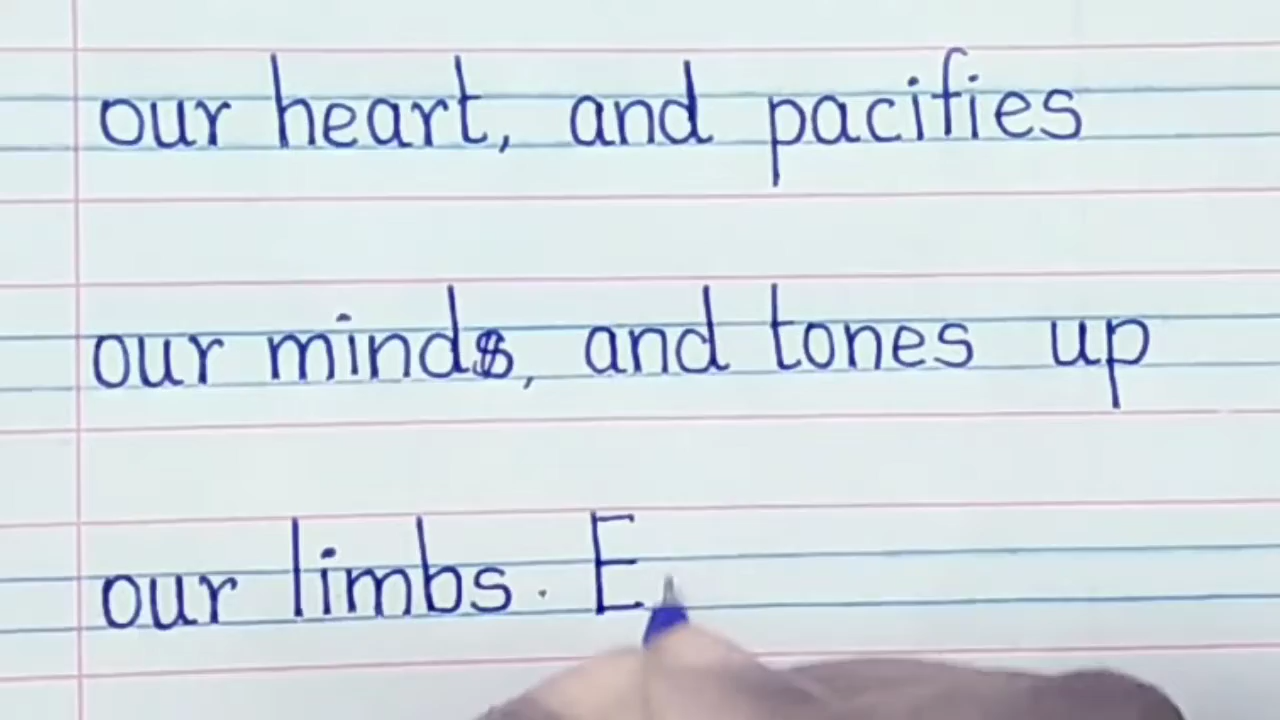 our heart, and pacifies
our minds, and tones up
our limbs. E